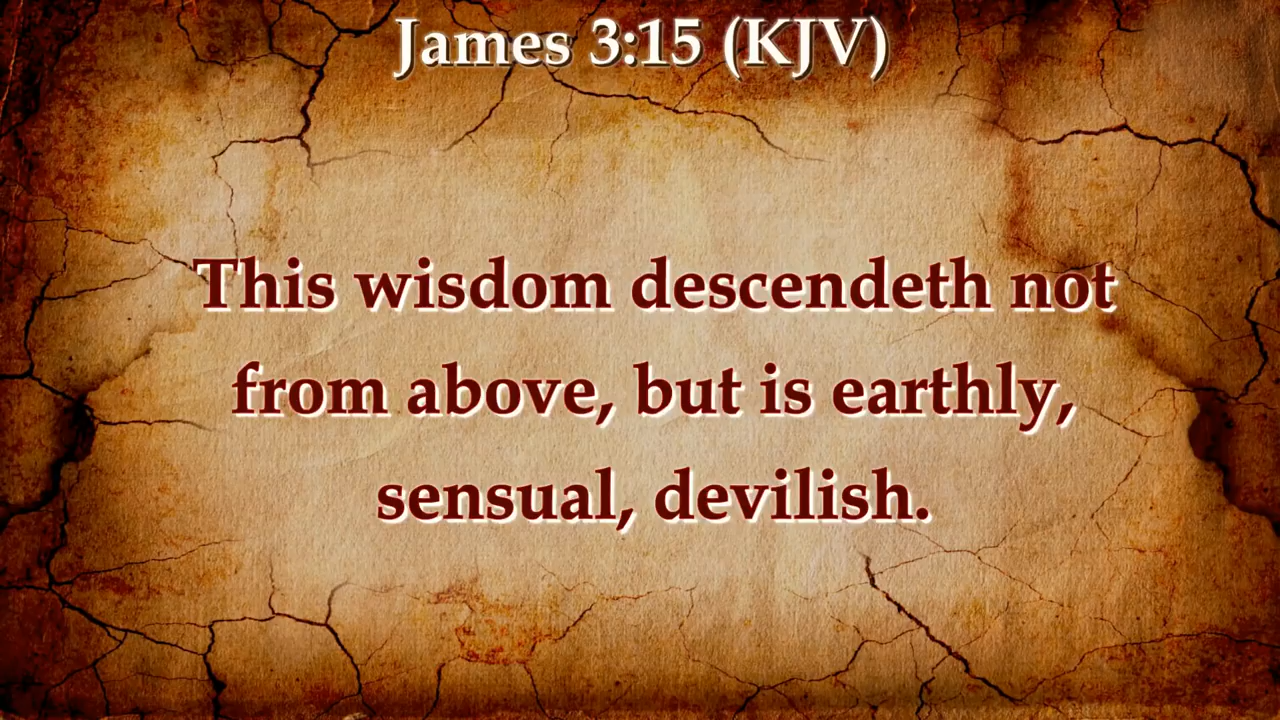 James 3:15 (KJV)
This wisdom descendeth not
from above, but is earthly,
sensual, devilish.